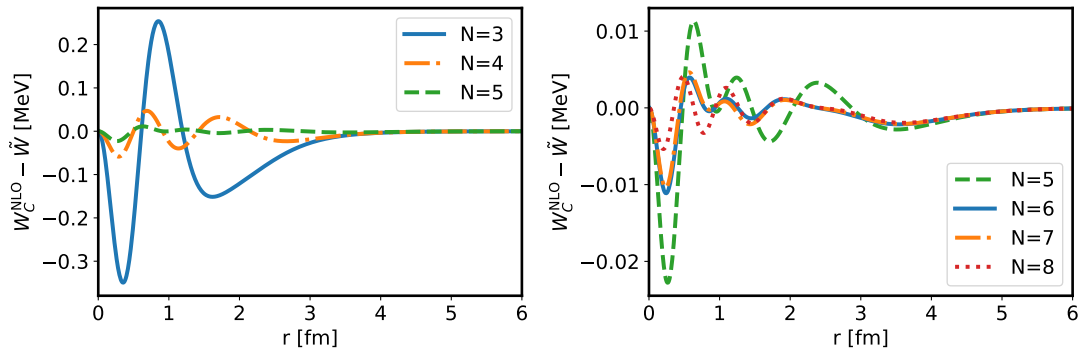 W_C^NLO − W̃ [MeV]
0.2
0.1
0.0
−0.1
−0.2
−0.3
0 1 2 3 4 5 6
r [fm]
N=3
N=4
N=5
W_C^NLO − W̃ [MeV]
0.01
0.00
−0.01
−0.02
0 1 2 3 4 5 6
r [fm]
N=5
N=6
N=7
N=8